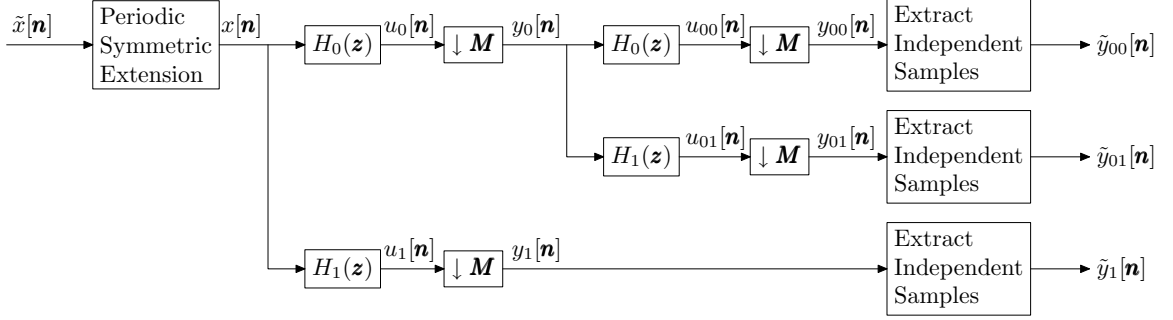 x̃[n]
Periodic
Symmetric
Extension
x[n]
H₀(z)
u₀[n]
↓ M
y₀[n]
H₀(z)
u₀₀[n]
↓ M
y₀₀[n]
Extract
Independent
Samples
ỹ₀₀[n]
H₁(z)
u₀₁[n]
↓ M
y₀₁[n]
Extract
Independent
Samples
ỹ₀₁[n]
H₁(z)
u₁[n]
↓ M
y₁[n]
Extract
Independent
Samples
ỹ₁[n]